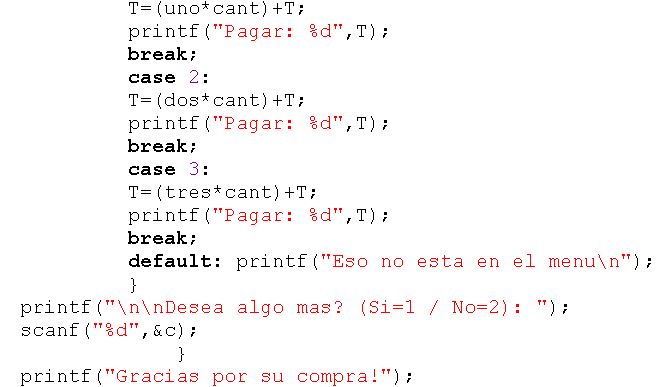 T=(uno*cant)+T;
printf("Pagar: %d",T);
break;
case 2:
T=(dos*cant)+T;
printf("Pagar: %d",T);
break;
case 3:
T=(tres*cant)+T;
printf("Pagar: %d",T);
break;
default: printf("Eso no esta en el menu\n");
}
printf("\n\nDesea algo mas? (Si=1 / No=2): ");
scanf("%d",&c);
}
printf("Gracias por su compra!");